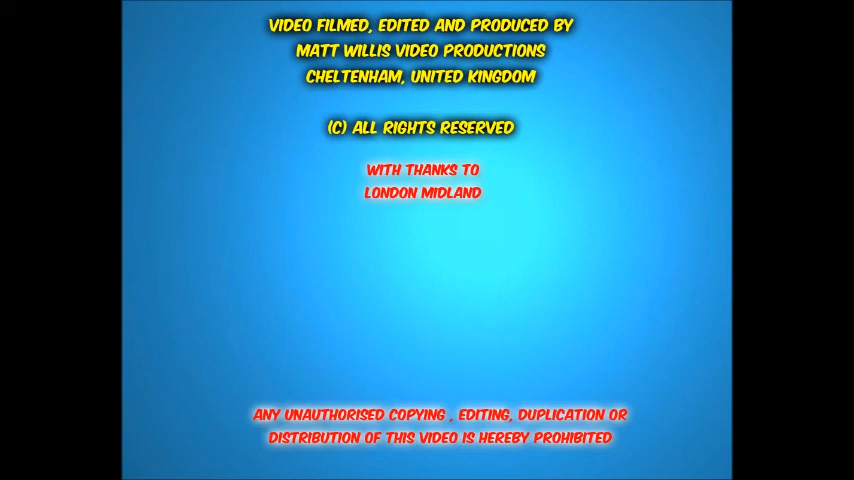 VIDEO FILMED, EDITED AND PRODUCED BY
MATT WILLIS VIDEO PRODUCTIONS
CHELTENHAM, UNITED KINGDOM
(C) ALL RIGHTS RESERVED
WITH THANKS TO
LONDON MIDLAND
ANY UNAUTHORISED COPYING , EDITING, DUPLICATION OR
DISTRIBUTION OF THIS VIDEO IS HEREBY PROHIBITED